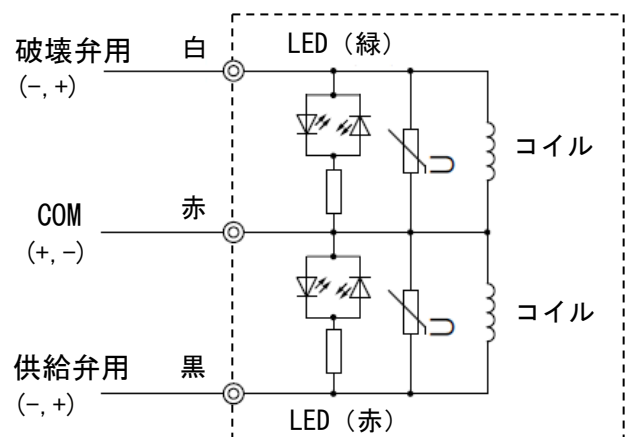 破壊弁用 白 LED (緑)
(−,+)
コイル
COM 赤
(+,−)
コイル
供給弁用 黒
(−,+)
LED (赤)